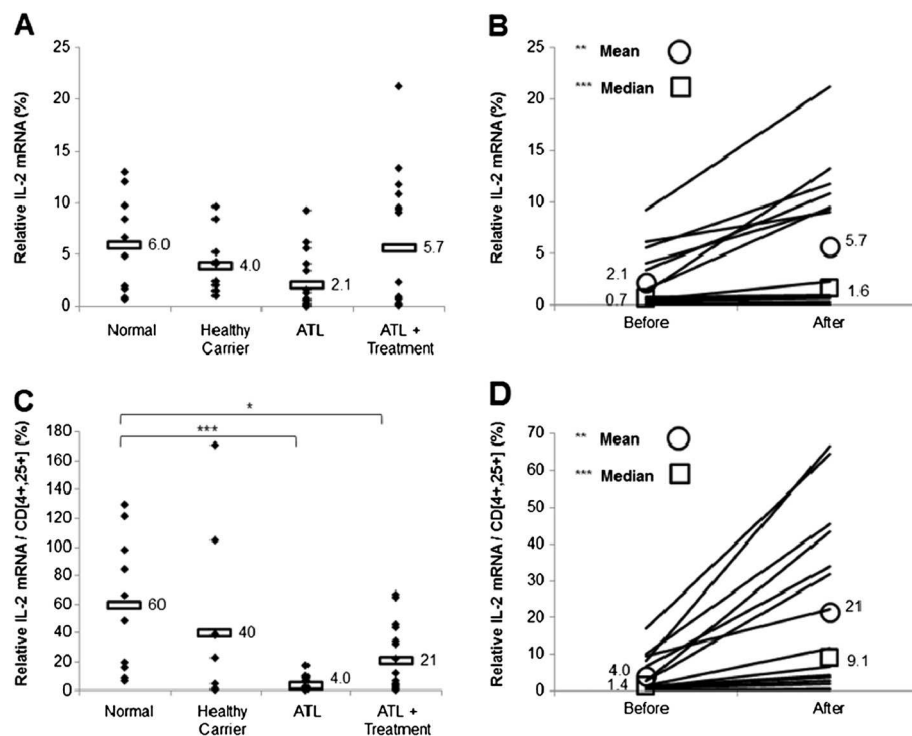 A
Relative IL-2 mRNA (%)
25
20
15
10
5
0
6.0
4.0
2.1
5.7
Normal
Healthy
Carrier
ATL
ATL +
Treatment
B
Relative IL-2 mRNA (%)
25
20
15
10
5
0
** Mean
*** Median
2.1
0.7
5.7
1.6
Before
After
C
Relative IL-2 mRNA / CD[4+,25+] (%)
180
160
140
120
100
80
60
40
20
0
*
***
60
40
4.0
21
Normal
Healthy
Carrier
ATL
ATL +
Treatment
D
Relative IL-2 mRNA / CD[4+,25+] (%)
70
60
50
40
30
20
10
0
** Mean
*** Median
4.0
1.4
21
9.1
Before
After